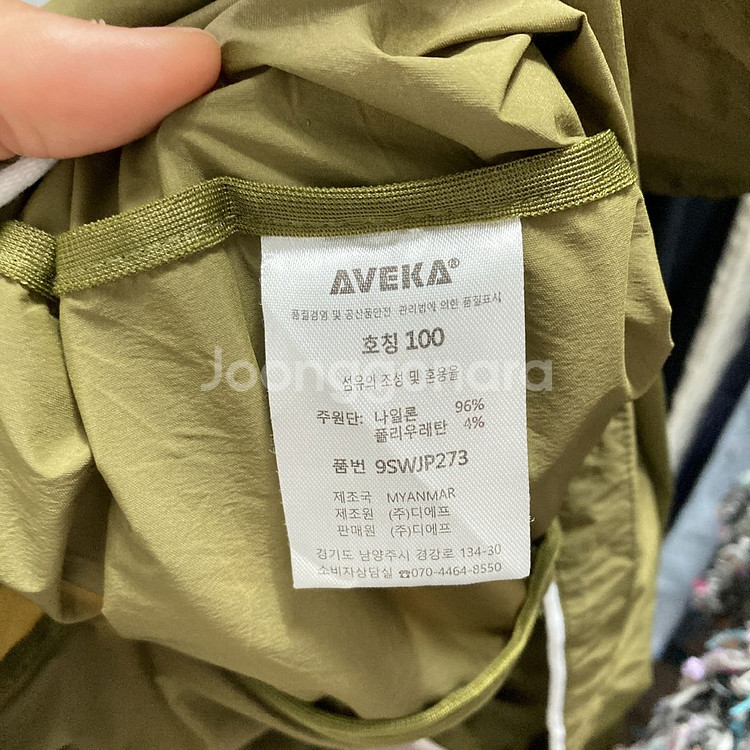 AVEKA®
품질경영 및 공산품안전 관리법에 의한 품질표시
호칭 100
Joonggonara
섬유의 조성 및 혼용율
주원단: 나일론 96%
폴리우레탄 4%
품번 9SWJP273
제조국 MYANMAR
제조원 (주)디에프
판매원 (주)디에프
경기도 남양주시 경강로 134-30
소비자상담실 ☎070-4464-8550